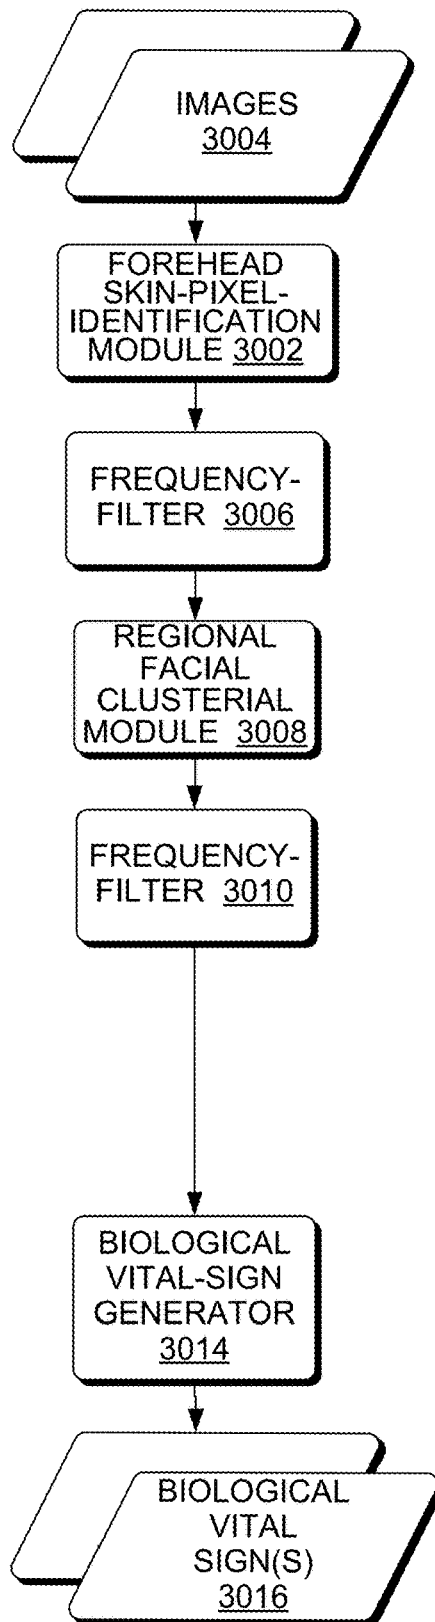 IMAGES
3004
FOREHEAD
SKIN-PIXEL-
IDENTIFICATION
MODULE 3002
FREQUENCY-
FILTER 3006
REGIONAL
FACIAL
CLUSTERIAL
MODULE 3008
FREQUENCY-
FILTER 3010
BIOLOGICAL
VITAL-SIGN
GENERATOR
3014
BIOLOGICAL
VITAL
SIGN(S)
3016